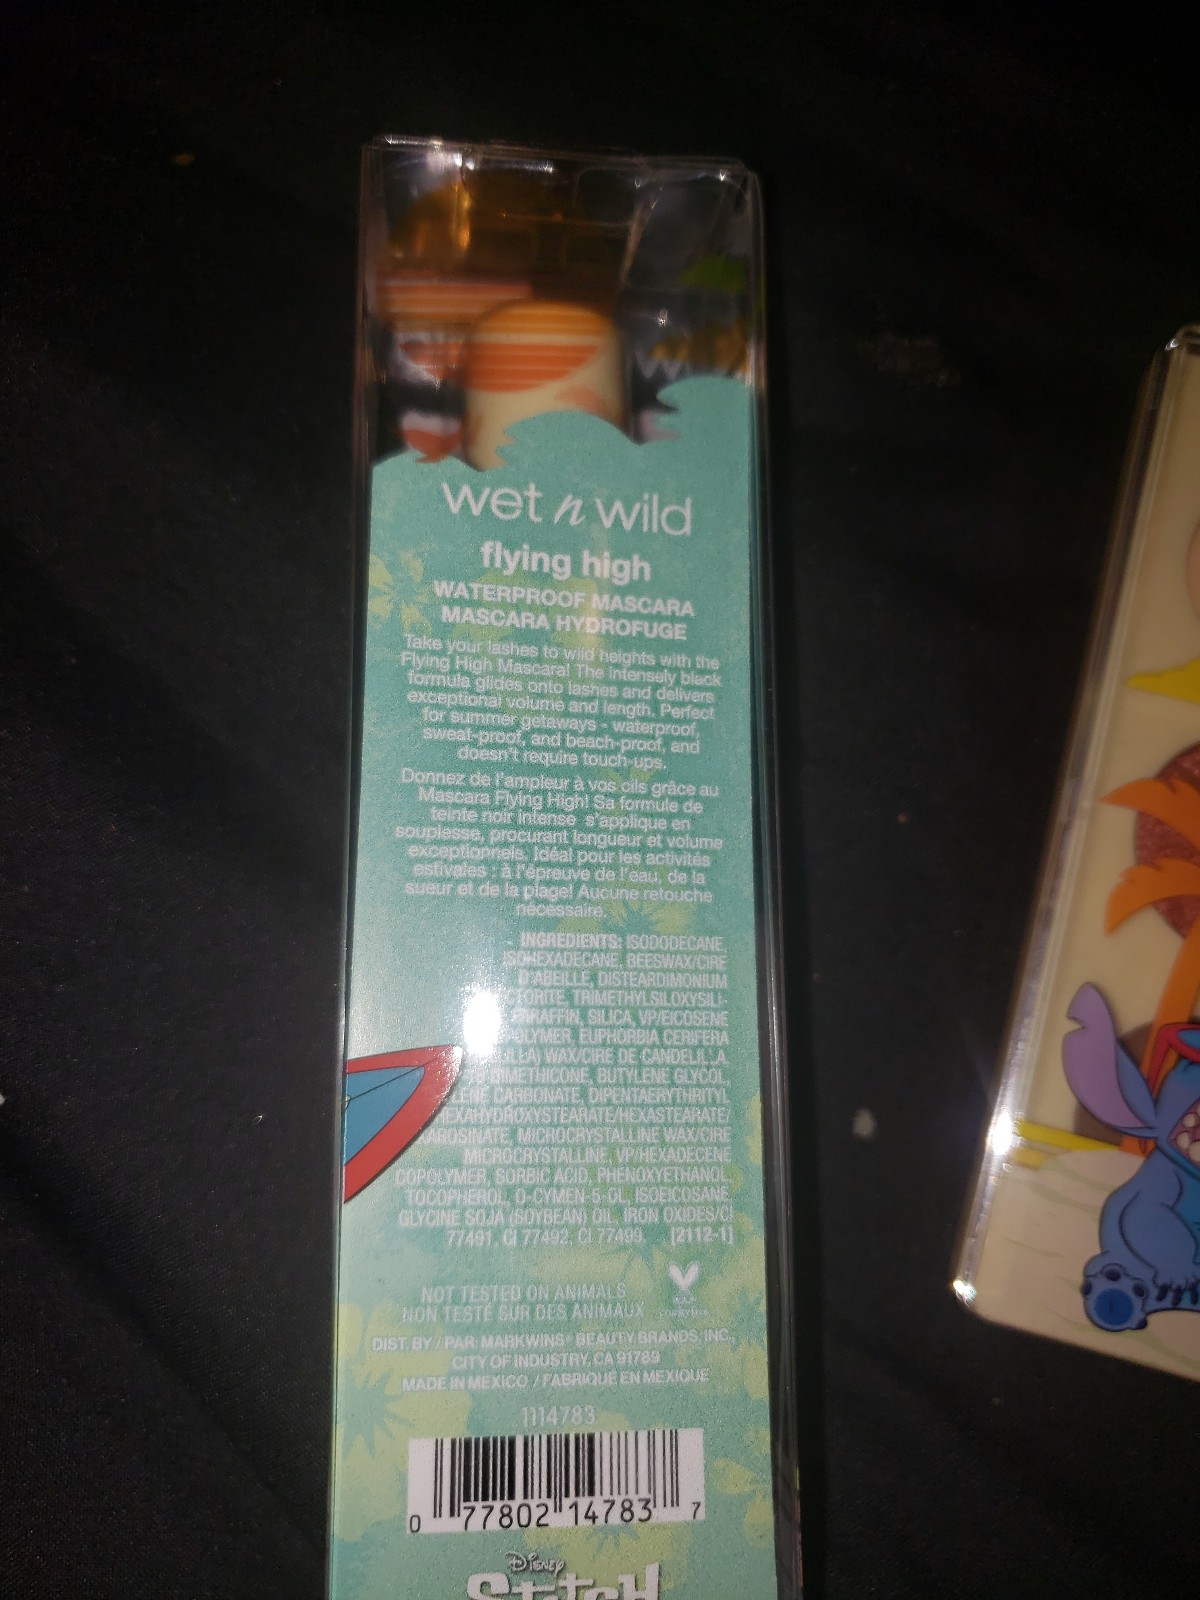 wet n wild
flying high
WATERPROOF MASCARA
MASCARA HYDROFUGE
Take your lashes to wild heights with the
Flying High Mascara! The intensely black
formula glides onto lashes and delivers
exceptional volume and length. Perfect
for summer getaways - waterproof,
sweat-proof, and beach-proof, and
doesn't require touch-ups.
Donnez de l'ampleur à vos cils grâce au
Mascara Flying High! Sa formule de
teinte noir intense s'applique en
souplesse, procurant longueur et volume
exceptionnels. Idéal pour les activités
estivales : à l'épreuve de l'eau, de la
sueur et de la plage! Aucune retouche
nécessaire.
INGREDIENTS: ISODODECANE,
ISOHEXADECANE, BEESWAX/CIRE
D'ABEILLE, DISTEARDIMONIUM
CTORITE, TRIMETHYLSILOXYSILI-
PARAFFIN, SILICA, VP/EICOSENE
OLYMER, EUPHORBIA CERIFERA
LLA) WAX/CIRE DE CANDELILLA,
DIMETHICONE, BUTYLENE GLYCOL,
LENE CARBONATE, DIPENTAERYTHRITYL
HEXAHYDROXYSTEARATE/HEXASTEARATE/
AROSINATE, MICROCRYSTALLINE WAX/CIRE
MICROCRYSTALLINE, VP/HEXADECENE
COPOLYMER, SORBIC ACID, PHENOXYETHANOL,
TOCOPHEROL, O-CYMEN-5-OL, ISOEICOSANE,
GLYCINE SOJA (SOYBEAN) OIL, IRON OXIDES/CI
77491, CI 77492, CI 77499. [2112-1]
NOT TESTED ON ANIMALS
NON TESTÉ SUR DES ANIMAUX
DIST. BY / PAR MARKWINS® BEAUTY BRANDS, INC.,
CITY OF INDUSTRY, CA 91789
MADE IN MEXICO / FABRIQUÉ EN MEXIQUE
1114783
0 77802 14783 7
Disney
Stitch